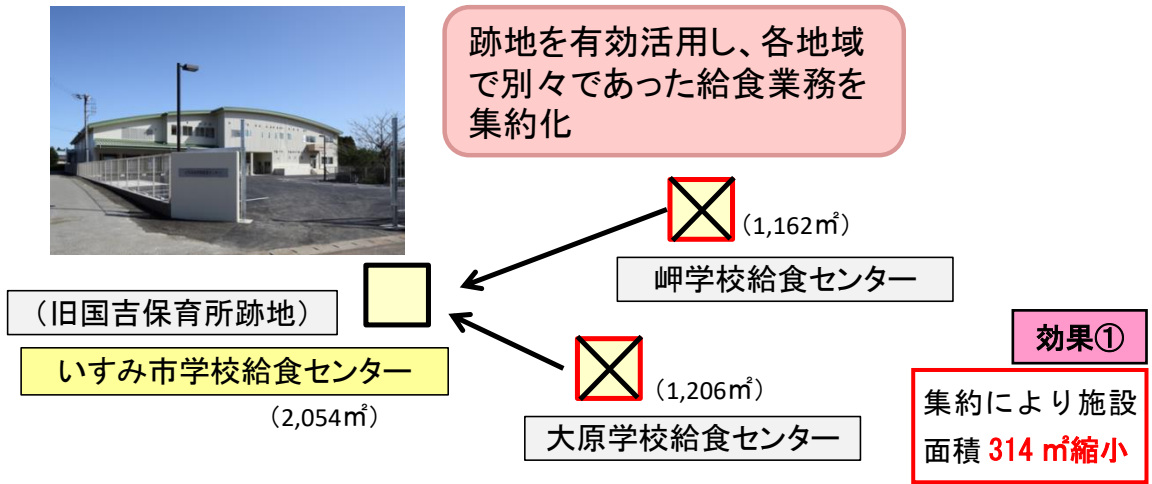 跡地を有効活用し、各地域
で別々であった給食業務を
集約化
（1,162㎡）
岬学校給食センター
（旧国吉保育所跡地）
いすみ市学校給食センター
（2,054㎡）
（1,206㎡）
大原学校給食センター
効果①
集約により施設
面積 314 ㎡縮小